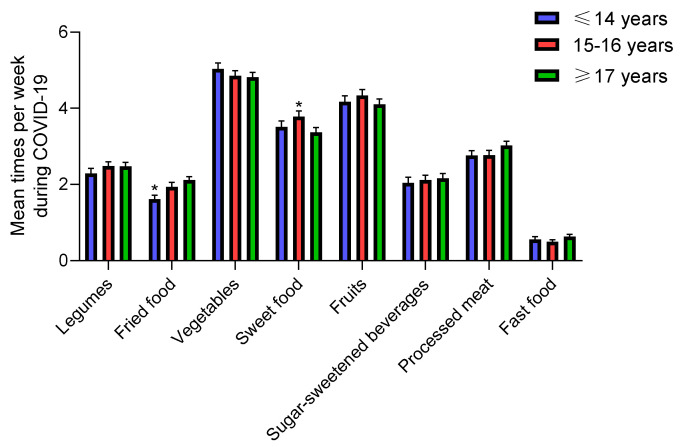 ≤ 14 years
15-16 years
≥ 17 years
Mean times per week
during COVID-19
6
4
2
0
*
*
Legumes
Fried food
Vegetables
Sweet food
Fruits
Sugar-sweetened beverages
Processed meat
Fast food